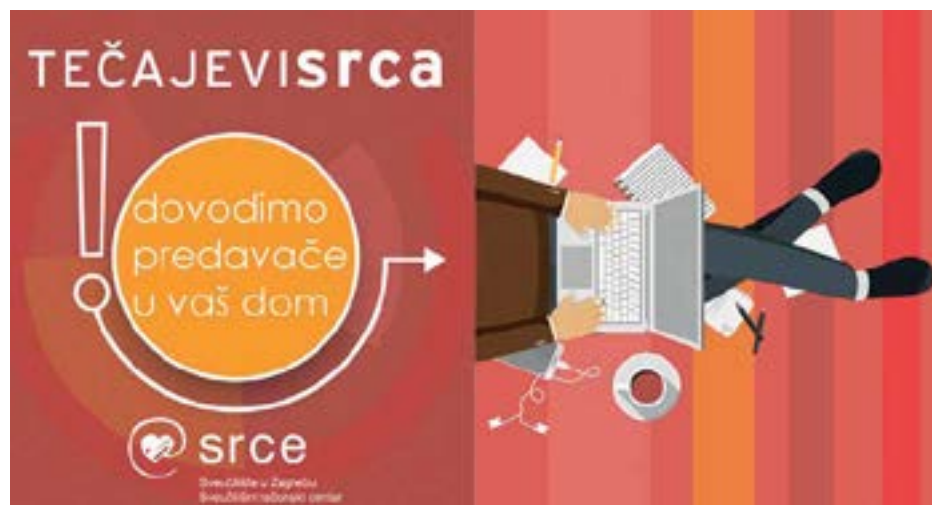 TEČAJEVIsrca
dovodimo
predavače
u vaš dom
srce
Sveučilište u Zagrebu
Sveučilišni računski centar